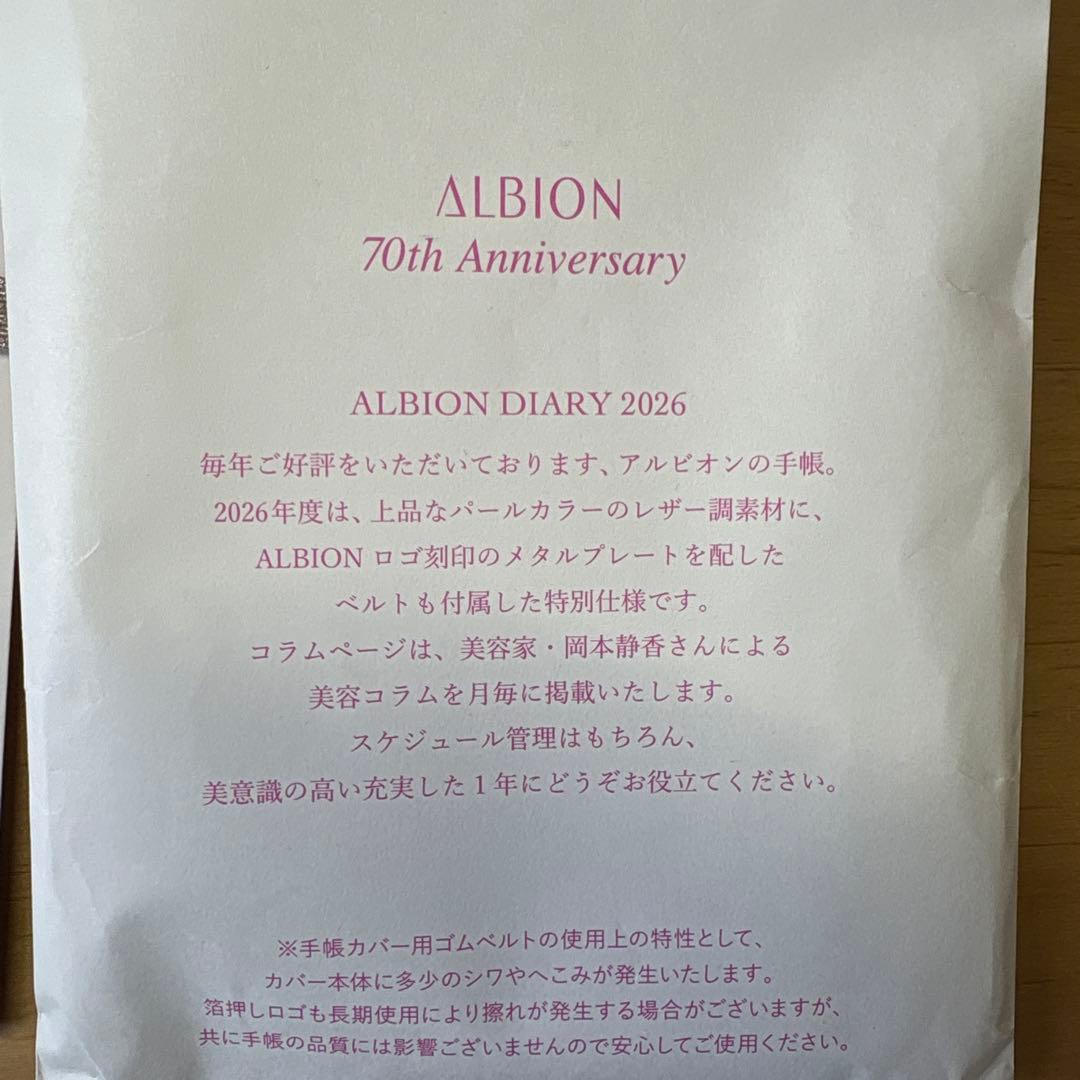 ALBION
70th Anniversary
ALBION DIARY 2026
毎年ご好評をいただいております、アルビオンの手帳。
2026年度は、上品なパールカラーのレザー調素材に、
ALBION ロゴ刻印のメタルプレートを配した
ベルトも付属した特別仕様です。
コラムページは、美容家・岡本静香さんによる
美容コラムを月毎に掲載いたします。
スケジュール管理はもちろん、
美意識の高い充実した1年にどうぞお役立てください。
※手帳カバー用ゴムベルトの使用上の特性として、
カバー本体に多少のシワやへこみが発生いたします。
箔押しロゴも長期使用により擦れが発生する場合がございますが、
共に手帳の品質には影響ございませんので安心してご使用ください。